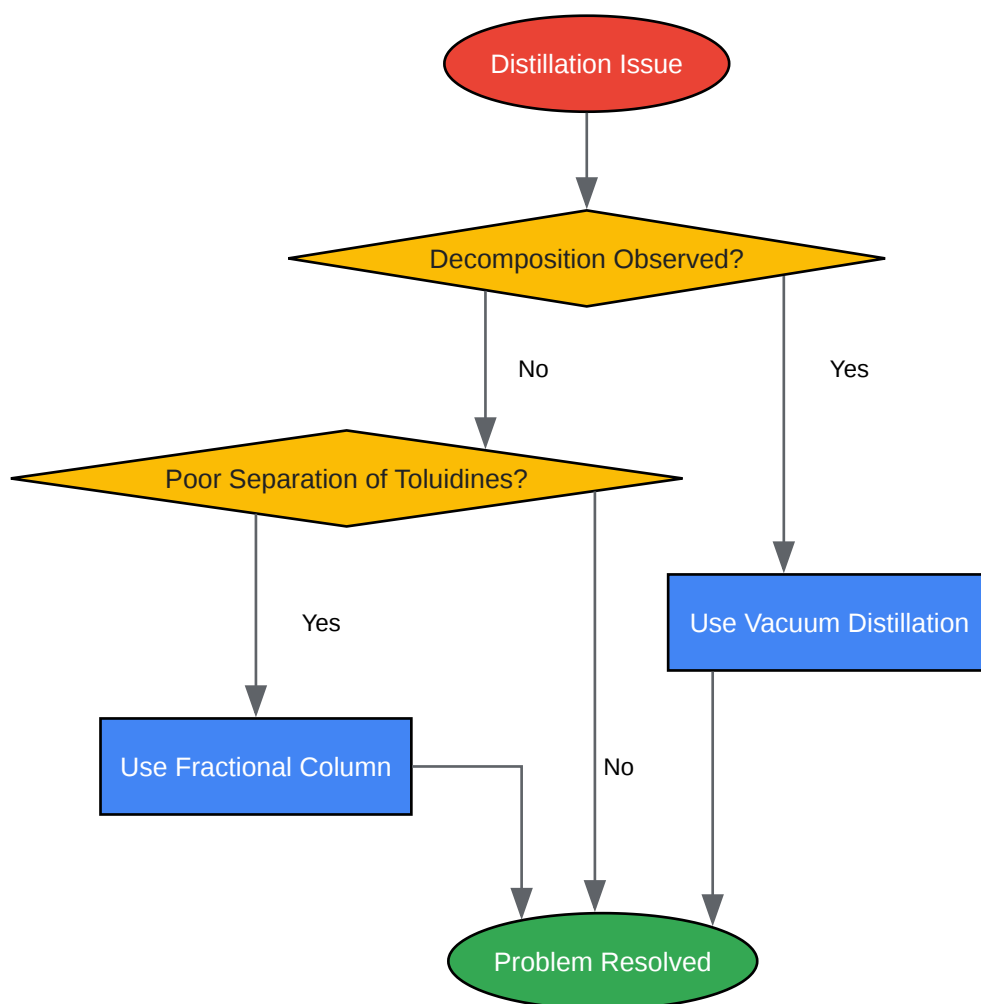 Distillation Issue
Decomposition Observed?
No
Yes
Poor Separation of Toluidines?
Yes
Use Vacuum Distillation
Use Fractional Column
No
Problem Resolved